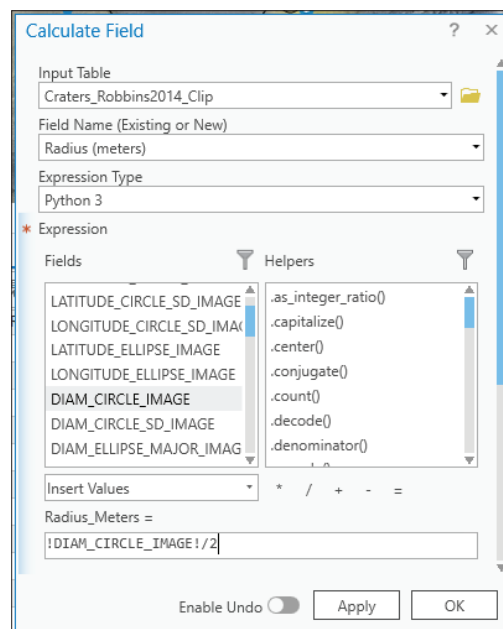 Calculate Field ? ×
Input Table
Craters_Robbins2014_Clip
Field Name (Existing or New)
Radius (meters)
Expression Type
Python 3
* Expression
Fields
LATITUDE_CIRCLE_SD_IMAGE
LONGITUDE_CIRCLE_SD_IMA
LATITUDE_ELLIPSE_IMAGE
LONGITUDE_ELLIPSE_IMAGE
DIAM_CIRCLE_IMAGE
DIAM_CIRCLE_SD_IMAGE
DIAM_ELLIPSE_MAJOR_IMAG
Helpers
.as_integer_ratio()
.capitalize()
.center()
.conjugate()
.count()
.decode()
.denominator()
Insert Values
* / + - =
Radius_Meters =
!DIAM_CIRCLE_IMAGE!/2
Enable Undo
Apply
OK